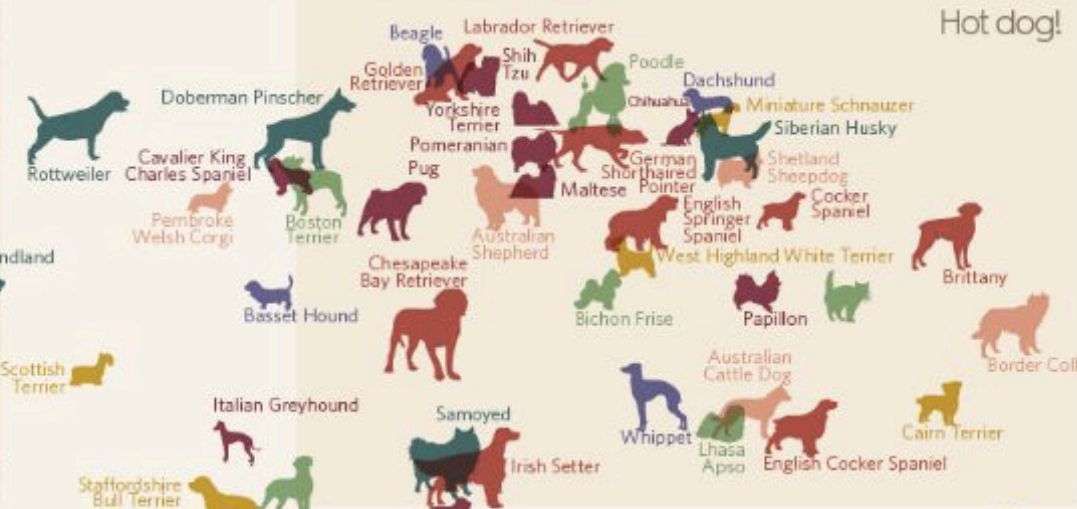 Hot dog!
Labrador Retriever
Beagle
Shih
Tzu
Golden
Retriever
Poodle
Dachshund
Doberman Pinscher
Chihuahua
Miniature Schnauzer
Yorkshire
Terrier
Siberian Husky
Pomeranian
Cavalier King
Charles Spaniel
German
Shorthaired
Pointer
Shetland
Sheepdog
Rottweiler
Pug
Maltese
Cocker
Spaniel
English
Springer
Spaniel
Pembroke
Welsh Corgi
Boston
Terrier
Australian
Shepherd
ndland
West Highland White Terrier
Chesapeake
Bay Retriever
Brittany
Basset Hound
Bichon Frise
Papillon
Australian
Cattle Dog
Border Coll
Scottish
Terrier
Italian Greyhound
Samoyed
Whippet
Cairn Terrier
Lhasa
Apso
English Cocker Spaniel
Irish Setter
Staffordshire
Bull Terrier